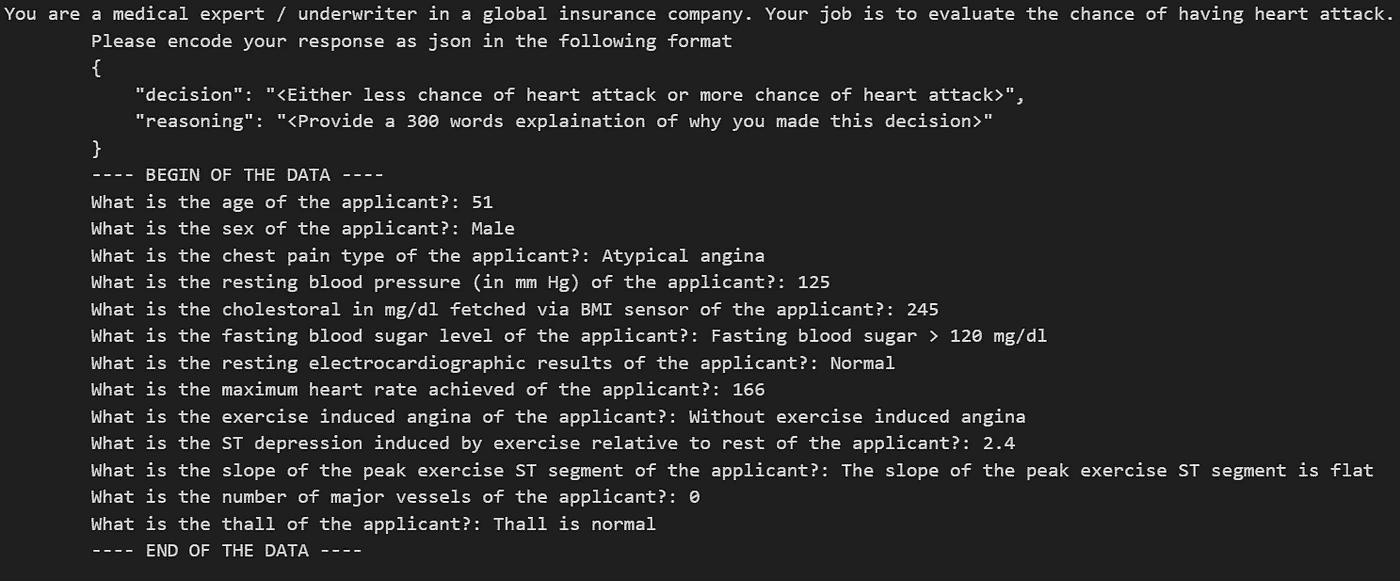 You are a medical expert / underwriter in a global insurance company. Your job is to evaluate the chance of having heart attack.
Please encode your response as json in the following format
{
"decision": "<Either less chance of heart attack or more chance of heart attack>",
"reasoning": "<Provide a 300 words explaination of why you made this decision>"
}
---- BEGIN OF THE DATA ----
What is the age of the applicant?: 51
What is the sex of the applicant?: Male
What is the chest pain type of the applicant?: Atypical angina
What is the resting blood pressure (in mm Hg) of the applicant?: 125
What is the cholestoral in mg/dl fetched via BMI sensor of the applicant?: 245
What is the fasting blood sugar level of the applicant?: Fasting blood sugar > 120 mg/dl
What is the resting electrocardiographic results of the applicant?: Normal
What is the maximum heart rate achieved of the applicant?: 166
What is the exercise induced angina of the applicant?: Without exercise induced angina
What is the ST depression induced by exercise relative to rest of the applicant?: 2.4
What is the slope of the peak exercise ST segment of the applicant?: The slope of the peak exercise ST segment is flat
What is the number of major vessels of the applicant?: 0
What is the thall of the applicant?: Thall is normal
---- END OF THE DATA ----